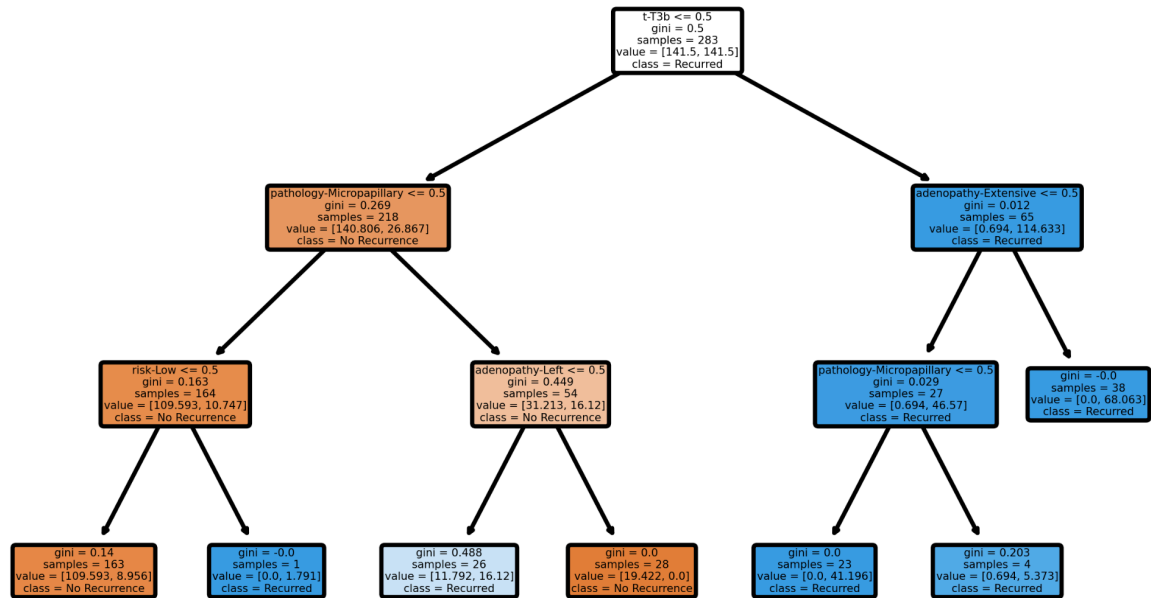 t-T3b <= 0.5
gini = 0.5
samples = 283
value = [141.5, 141.5]
class = Recurred
pathology-Micropapillary <= 0.5
gini = 0.269
samples = 218
value = [140.806, 26.867]
class = No Recurrence
adenopathy-Extensive <= 0.5
gini = 0.012
samples = 65
value = [0.694, 114.633]
class = Recurred
risk-Low <= 0.5
gini = 0.163
samples = 164
value = [109.593, 10.747]
class = No Recurrence
adenopathy-Left <= 0.5
gini = 0.449
samples = 54
value = [31.213, 16.12]
class = No Recurrence
pathology-Micropapillary <= 0.5
gini = 0.029
samples = 27
value = [0.694, 46.57]
class = Recurred
gini = -0.0
samples = 38
value = [0.0, 68.063]
class = Recurred
gini = 0.14
samples = 163
value = [109.593, 8.956]
class = No Recurrence
gini = -0.0
samples = 1
value = [0.0, 1.791]
class = Recurred
gini = 0.488
samples = 26
value = [11.792, 16.12]
class = Recurred
gini = 0.0
samples = 28
value = [19.422, 0.0]
class = No Recurrence
gini = 0.0
samples = 23
value = [0.0, 41.196]
class = Recurred
gini = 0.203
samples = 4
value = [0.694, 5.373]
class = Recurred